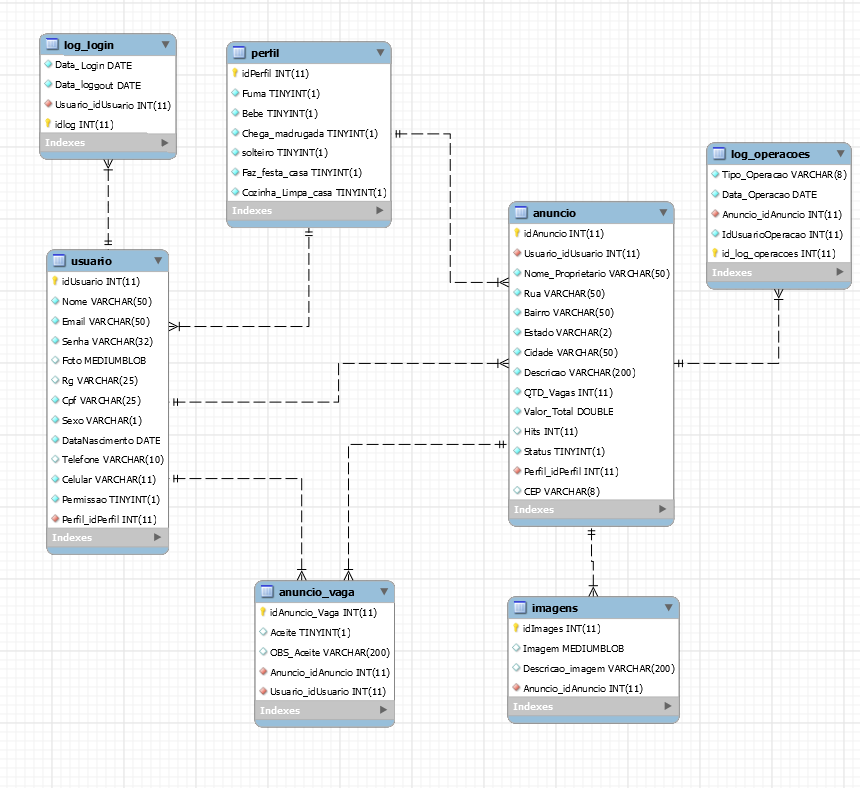 log_login
Data_Login DATE
Data_loggout DATE
Usuario_idUsuario INT(11)
idlog INT(11)
Indexes
perfil
idPerfil INT(11)
Fuma TINYINT(1)
Bebe TINYINT(1)
Chega_madrugada TINYINT(1)
solteiro TINYINT(1)
Faz_festa_casa TINYINT(1)
Cozinha_Limpa_casa TINYINT(1)
Indexes
log_operacoes
Tipo_Operacao VARCHAR(8)
Data_Operacao DATE
Anuncio_idAnuncio INT(11)
IdUsuarioOperacao INT(11)
id_log_operacoes INT(11)
Indexes
usuario
idUsuario INT(11)
Nome VARCHAR(50)
Email VARCHAR(50)
Senha VARCHAR(32)
Foto MEDIUMBLOB
Rg VARCHAR(25)
Cpf VARCHAR(25)
Sexo VARCHAR(1)
DataNascimento DATE
Telefone VARCHAR(10)
Celular VARCHAR(11)
Permissao TINYINT(1)
Perfil_idPerfil INT(11)
Indexes
anuncio
idAnuncio INT(11)
Usuario_idUsuario INT(11)
Nome_Proprietario VARCHAR(50)
Rua VARCHAR(50)
Bairro VARCHAR(50)
Estado VARCHAR(2)
Cidade VARCHAR(50)
Descricao VARCHAR(200)
QTD_Vagas INT(11)
Valor_Total DOUBLE
Hits INT(11)
Status TINYINT(1)
Perfil_idPerfil INT(11)
CEP VARCHAR(8)
Indexes
anuncio_vaga
idAnuncio_Vaga INT(11)
Aceite TINYINT(1)
OBS_Aceite VARCHAR(200)
Anuncio_idAnuncio INT(11)
Usuario_idUsuario INT(11)
Indexes
imagens
idImages INT(11)
Imagem MEDIUMBLOB
Descricao_imagem VARCHAR(200)
Anuncio_idAnuncio INT(11)
Indexes